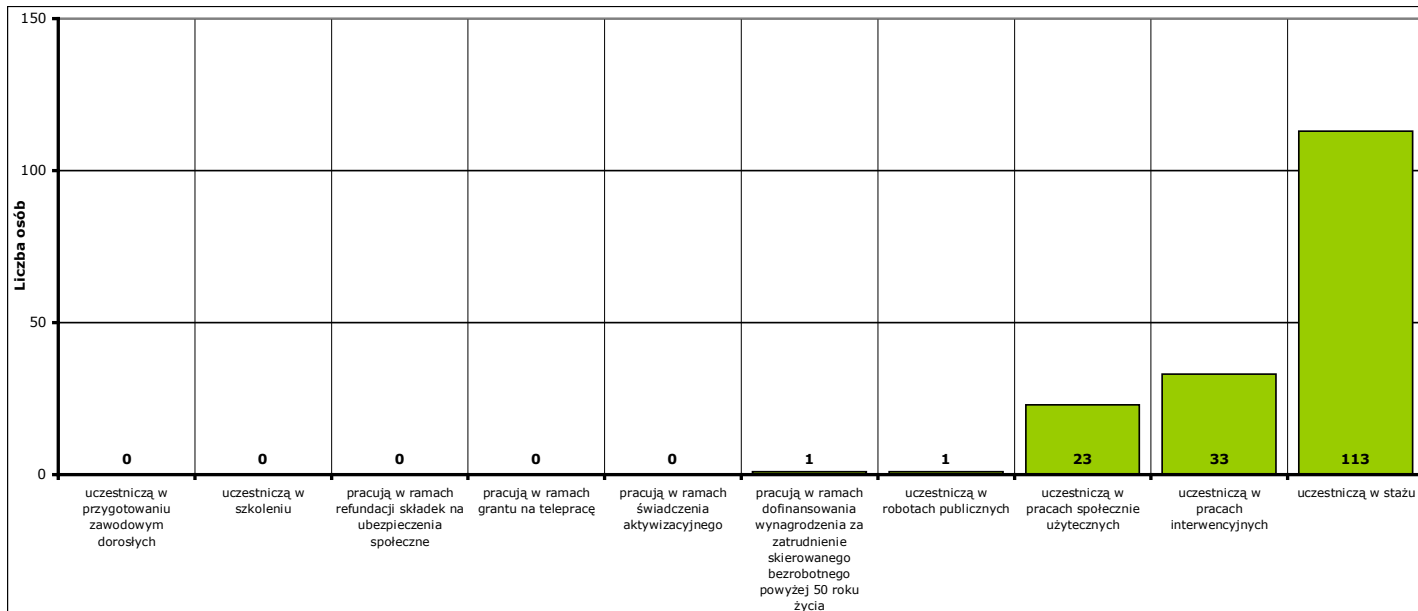 150
100
50
0
Liczba osób
0
0
0
0
0
1
1
23
33
113
uczestniczą w
przygotowaniu
zawodowym
dorosłych
uczestniczą w
szkoleniu
pracują w ramach
refundacji składek na
ubezpieczenia
społeczne
pracują w ramach
grantu na telepracę
pracują w ramach
świadczenia
aktywizacyjnego
pracują w ramach
dofinansowania
wynagrodzenia za
zatrudnienie
skierowanego
bezrobotnego
powyżej 50 roku
życia
uczestniczą w
robotach publicznych
uczestniczą w
pracach społecznie
użytecznych
uczestniczą w
pracach
interwencyjnych
uczestniczą w stażu